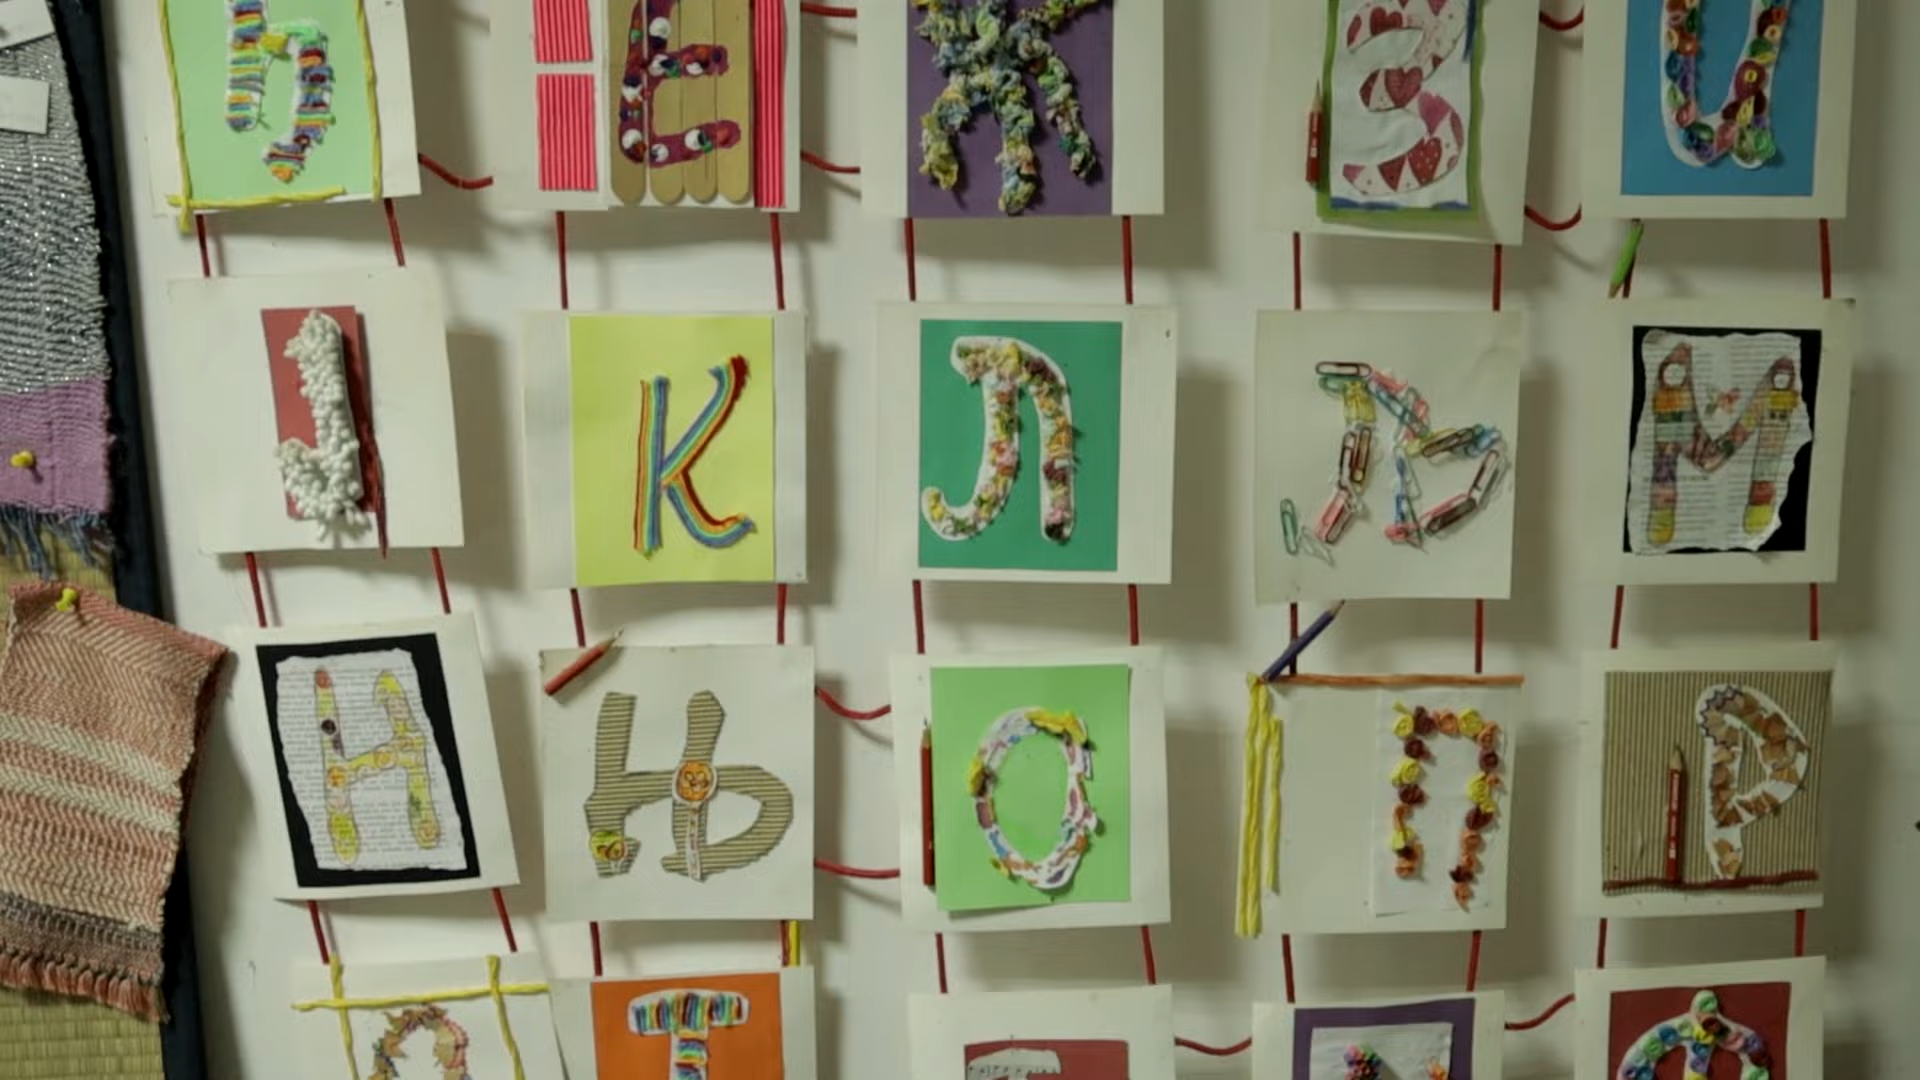 Ђ Е Ж З И
Ј К Л Љ М
Н Њ О П Р
Т